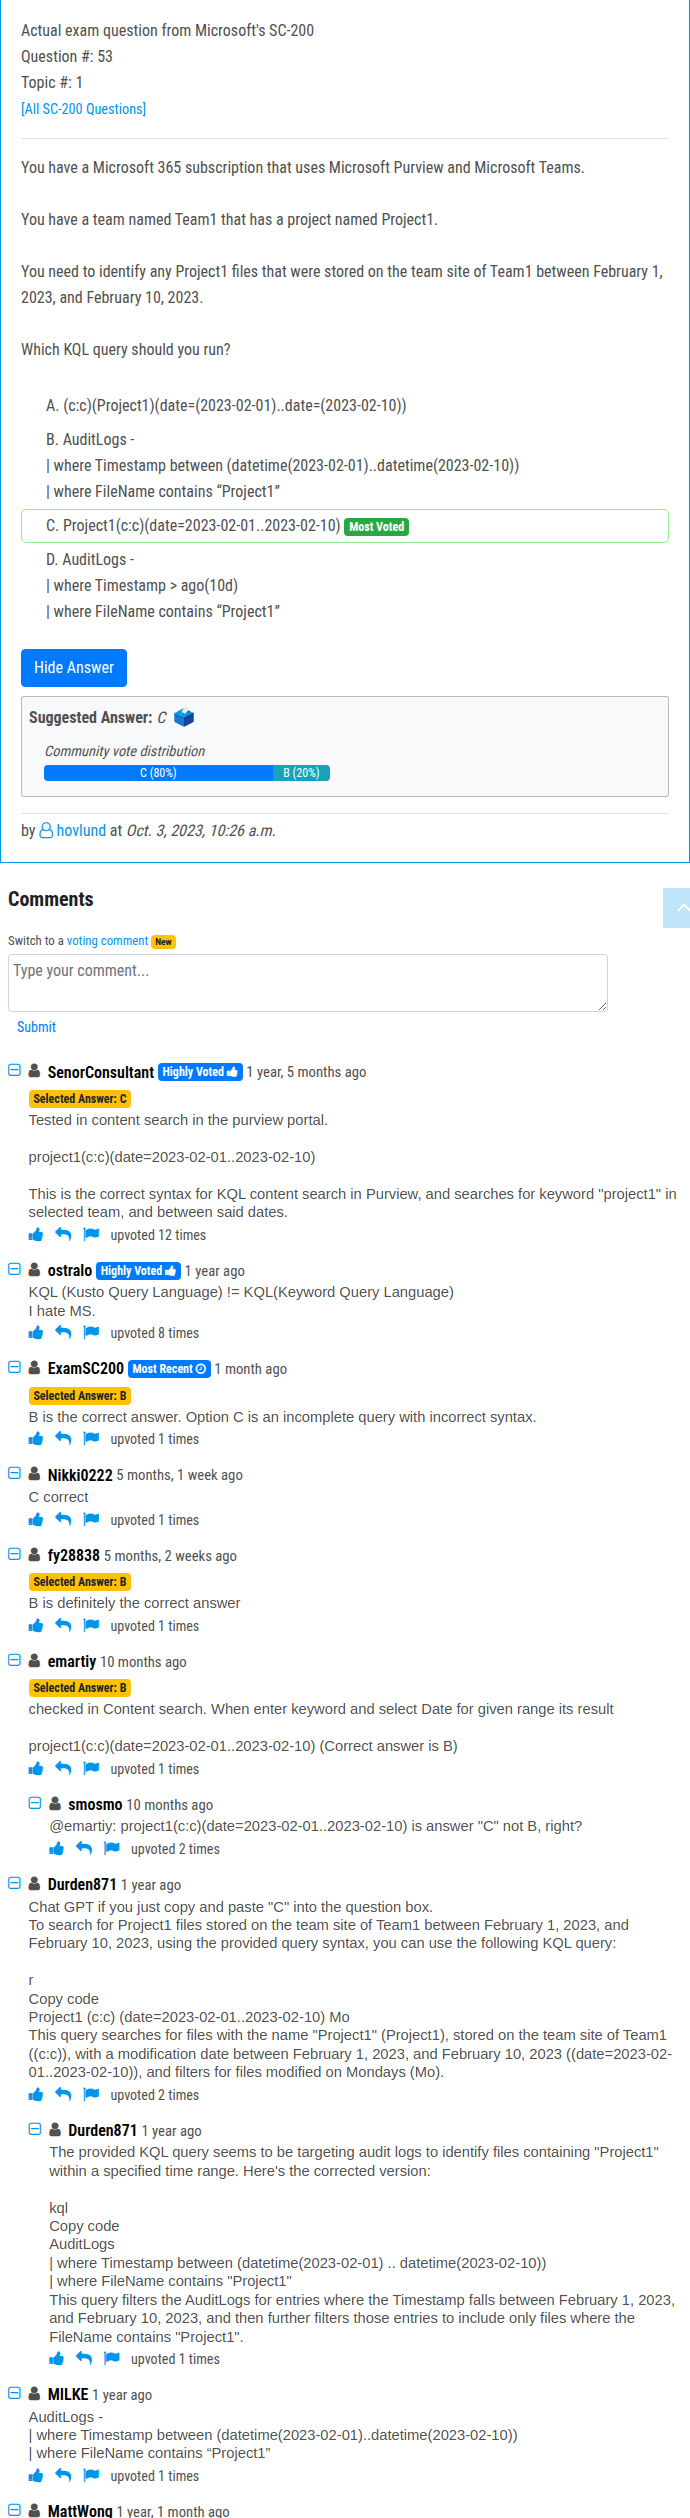 Actual exam question from Microsoft's SC-200
Question #: 53
Topic #: 1
[All SC-200 Questions]
You have a Microsoft 365 subscription that uses Microsoft Purview and Microsoft Teams.
You have a team named Team1 that has a project named Project1.
You need to identify any Project1 files that were stored on the team site of Team1 between February 1,
2023, and February 10, 2023.
Which KQL query should you run?
A. (c:c)(Project1)(date=(2023-02-01)..date=(2023-02-10))
B. AuditLogs -
| where Timestamp between (datetime(2023-02-01)..datetime(2023-02-10))
| where FileName contains “Project1”
C. Project1(c:c)(date=2023-02-01..2023-02-10) Most Voted
D. AuditLogs -
| where Timestamp > ago(10d)
| where FileName contains “Project1”
Hide Answer
Suggested Answer: C
Community vote distribution
C (80%) B (20%)
by hovlund at Oct. 3, 2023, 10:26 a.m.
Comments
Switch to a voting comment New
Type your comment...
Submit
SenorConsultant Highly Voted 1 year, 5 months ago
Selected Answer: C
Tested in content search in the purview portal.
project1(c:c)(date=2023-02-01..2023-02-10)
This is the correct syntax for KQL content search in Purview, and searches for keyword "project1" in
selected team, and between said dates.
upvoted 12 times
ostralo Highly Voted 1 year ago
KQL (Kusto Query Language) != KQL(Keyword Query Language)
I hate MS.
upvoted 8 times
ExamSC200 Most Recent 1 month ago
Selected Answer: B
B is the correct answer. Option C is an incomplete query with incorrect syntax.
upvoted 1 times
Nikki0222 5 months, 1 week ago
C correct
upvoted 1 times
fy28838 5 months, 2 weeks ago
Selected Answer: B
B is definitely the correct answer
upvoted 1 times
emartiy 10 months ago
Selected Answer: B
checked in Content search. When enter keyword and select Date for given range its result
project1(c:c)(date=2023-02-01..2023-02-10) (Correct answer is B)
upvoted 1 times
smosmo 10 months ago
@emartiy: project1(c:c)(date=2023-02-01..2023-02-10) is answer "C" not B, right?
upvoted 2 times
Durden871 1 year ago
Chat GPT if you just copy and paste "C" into the question box.
To search for Project1 files stored on the team site of Team1 between February 1, 2023, and
February 10, 2023, using the provided query syntax, you can use the following KQL query:
r
Copy code
Project1 (c:c) (date=2023-02-01..2023-02-10) Mo
This query searches for files with the name "Project1" (Project1), stored on the team site of Team1
((c:c)), with a modification date between February 1, 2023, and February 10, 2023 ((date=2023-02-
01..2023-02-10)), and filters for files modified on Mondays (Mo).
upvoted 2 times
Durden871 1 year ago
The provided KQL query seems to be targeting audit logs to identify files containing "Project1"
within a specified time range. Here's the corrected version:
kql
Copy code
AuditLogs
| where Timestamp between (datetime(2023-02-01) .. datetime(2023-02-10))
| where FileName contains "Project1"
This query filters the AuditLogs for entries where the Timestamp falls between February 1, 2023,
and February 10, 2023, and then further filters those entries to include only files where the
FileName contains "Project1".
upvoted 1 times
MILKE 1 year ago
AuditLogs -
| where Timestamp between (datetime(2023-02-01)..datetime(2023-02-10))
| where FileName contains “Project1”
upvoted 1 times
MattWong 1 year, 1 month ago